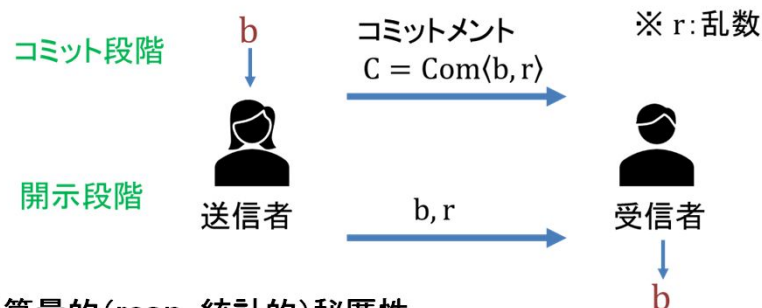 コミット段階
b
コミットメント
※ r:乱数
C = Com⟨b, r⟩
開示段階
送信者
b, r
受信者
b